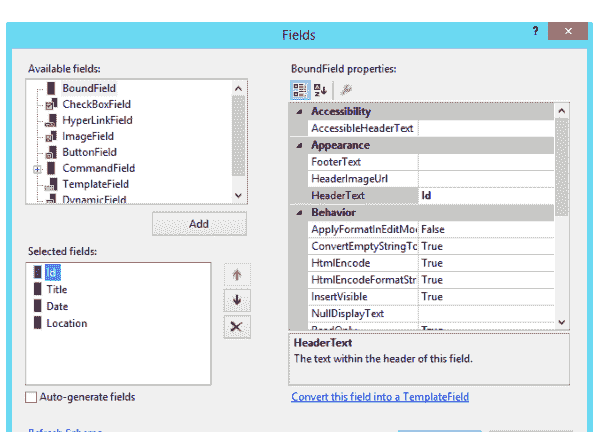 Fields
?
Available fields:
BoundField
CheckBoxField
HyperLinkField
ImageField
ButtonField
CommandField
TemplateField
DynamicField
Add
Selected fields:
Id
Title
Date
Location
Auto-generate fields
Refresh Schema
BoundField properties:
Accessibility
AccessibleHeaderText
Appearance
FooterText
HeaderImageUrl
HeaderText Id
Behavior
ApplyFormatInEditMo False
ConvertEmptyStringTo True
HtmlEncode True
HtmlEncodeFormatStr True
InsertVisible True
NullDisplayText
ReadOnly True
HeaderText
The text within the header of this field.
Convert this field into a TemplateField